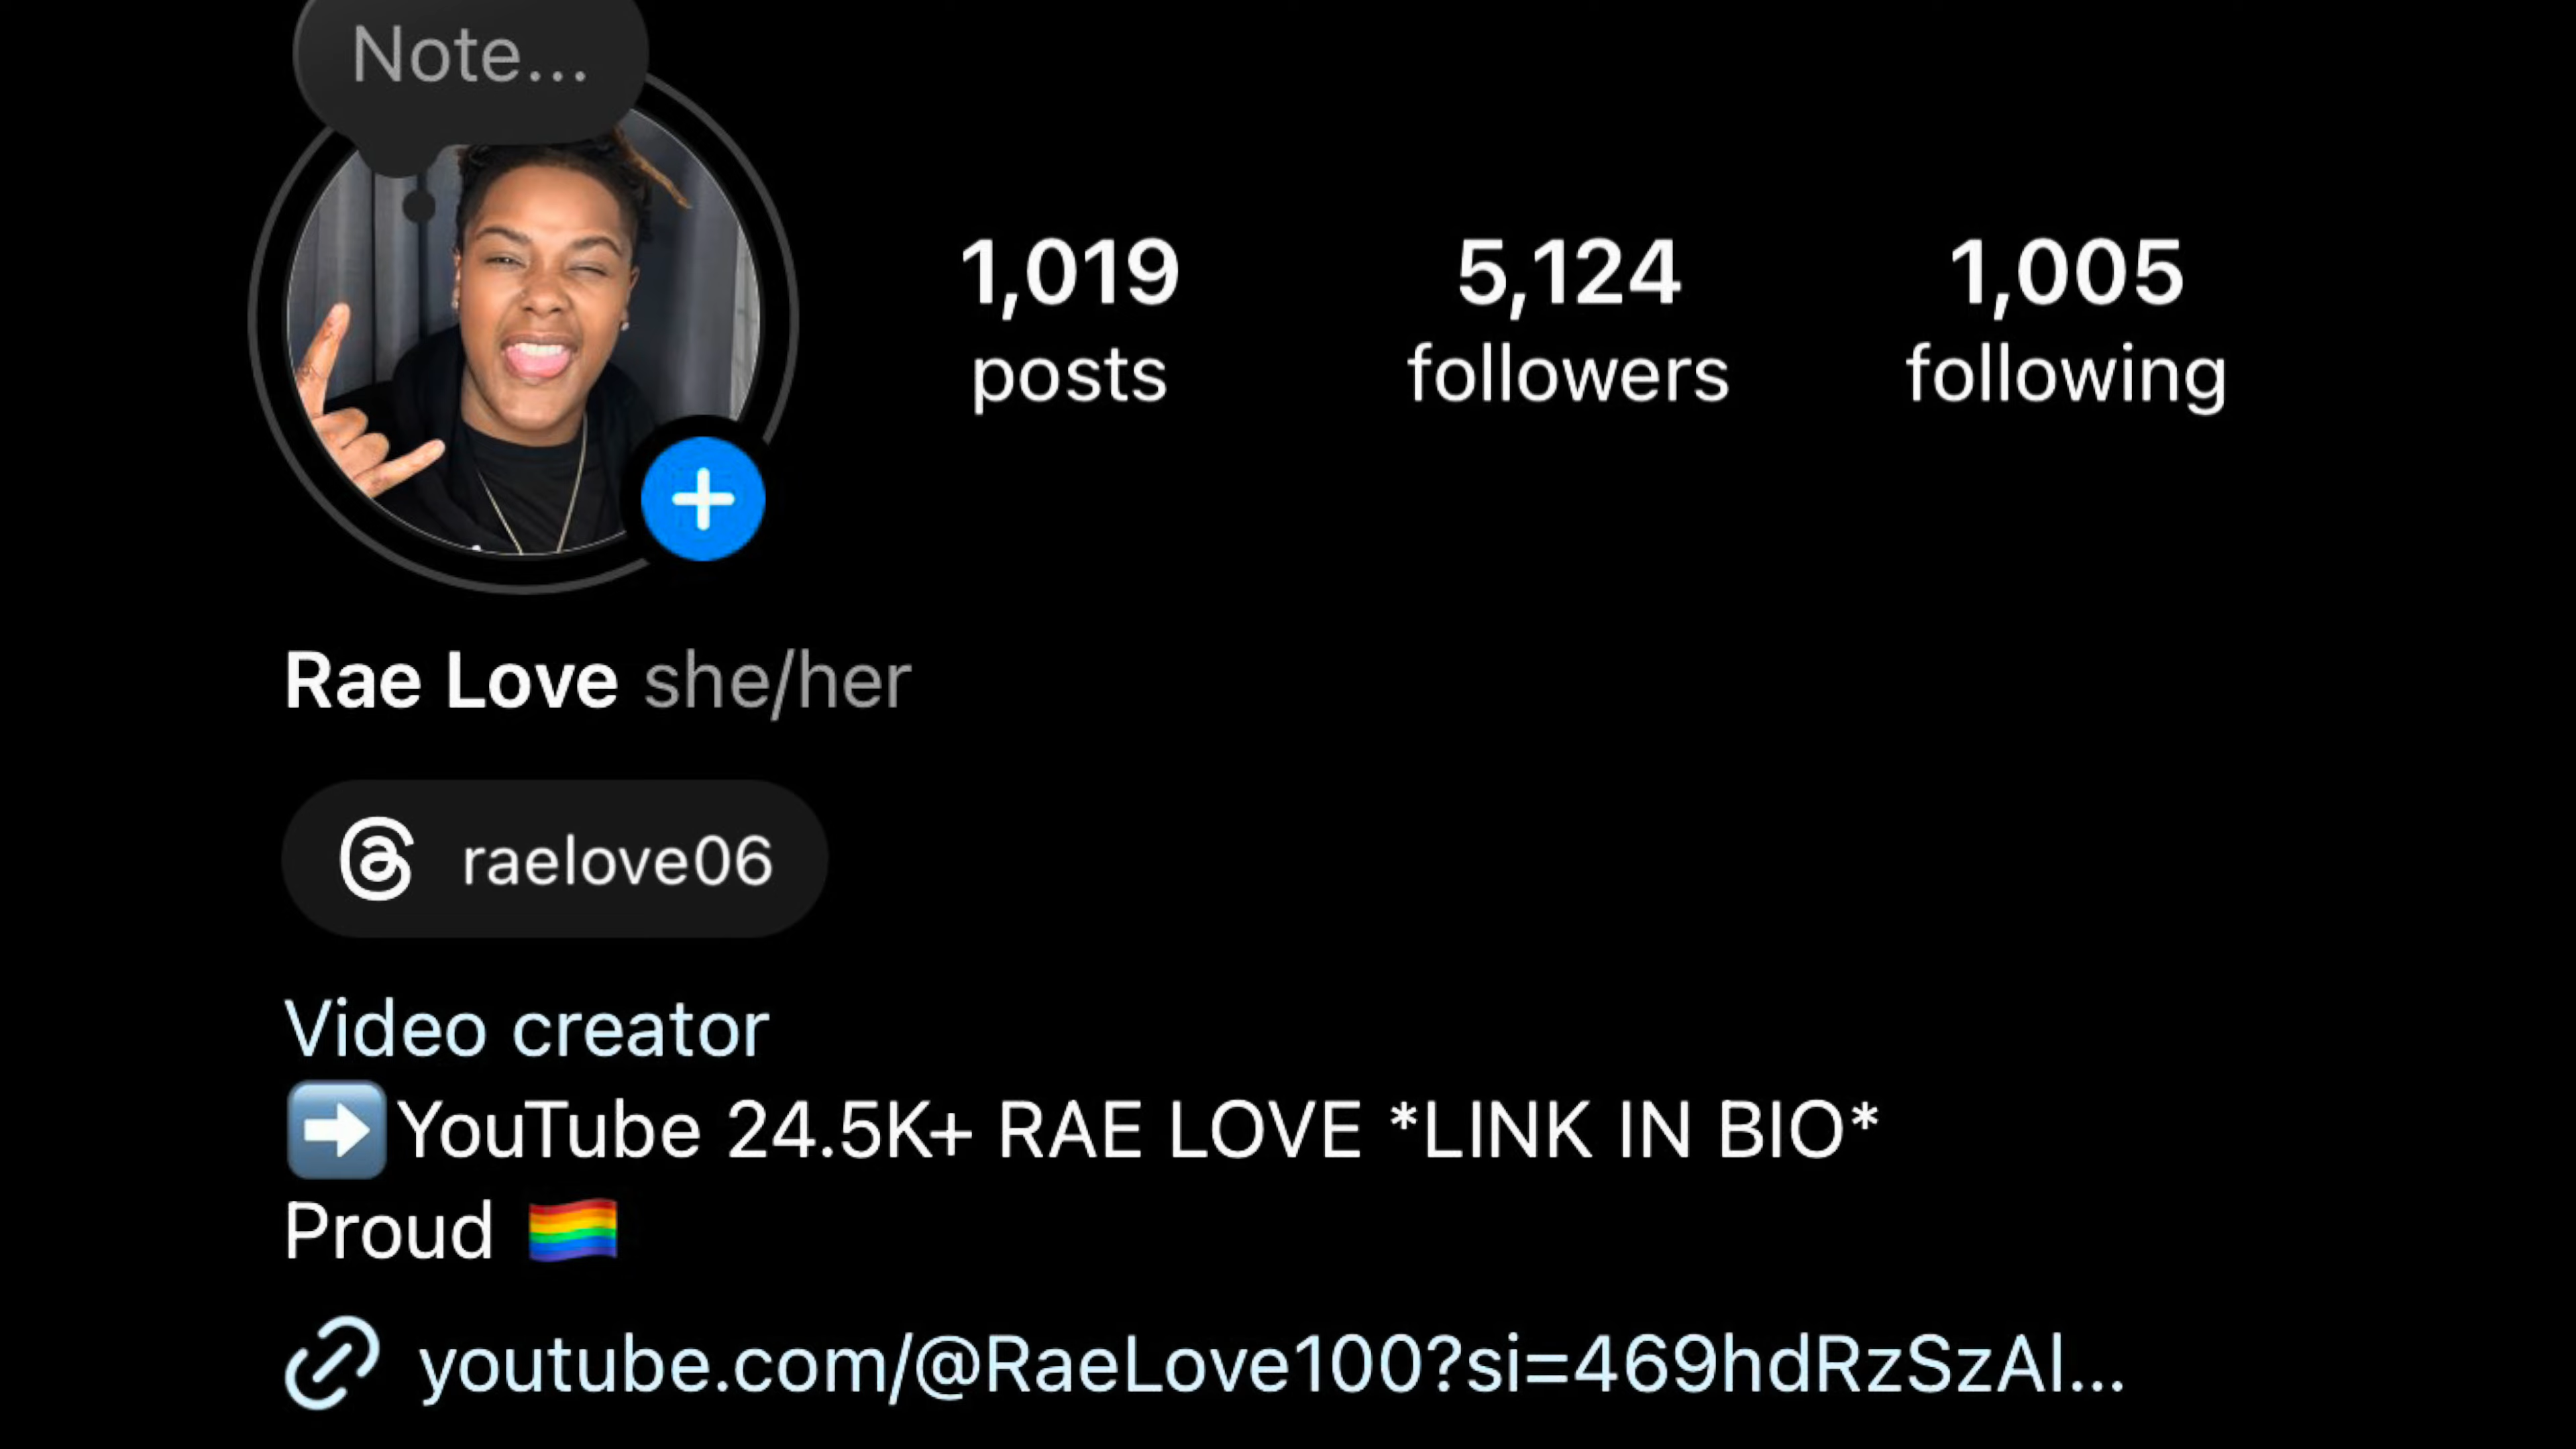 Note...
1,019 5,124 1,005
posts followers following
Rae Love she/her
raelove06
Video creator
➡️YouTube 24.5K+ RAE LOVE *LINK IN BIO*
Proud 🏳️‍🌈
youtube.com/@RaeLove100?si=469hdRzSzAl...